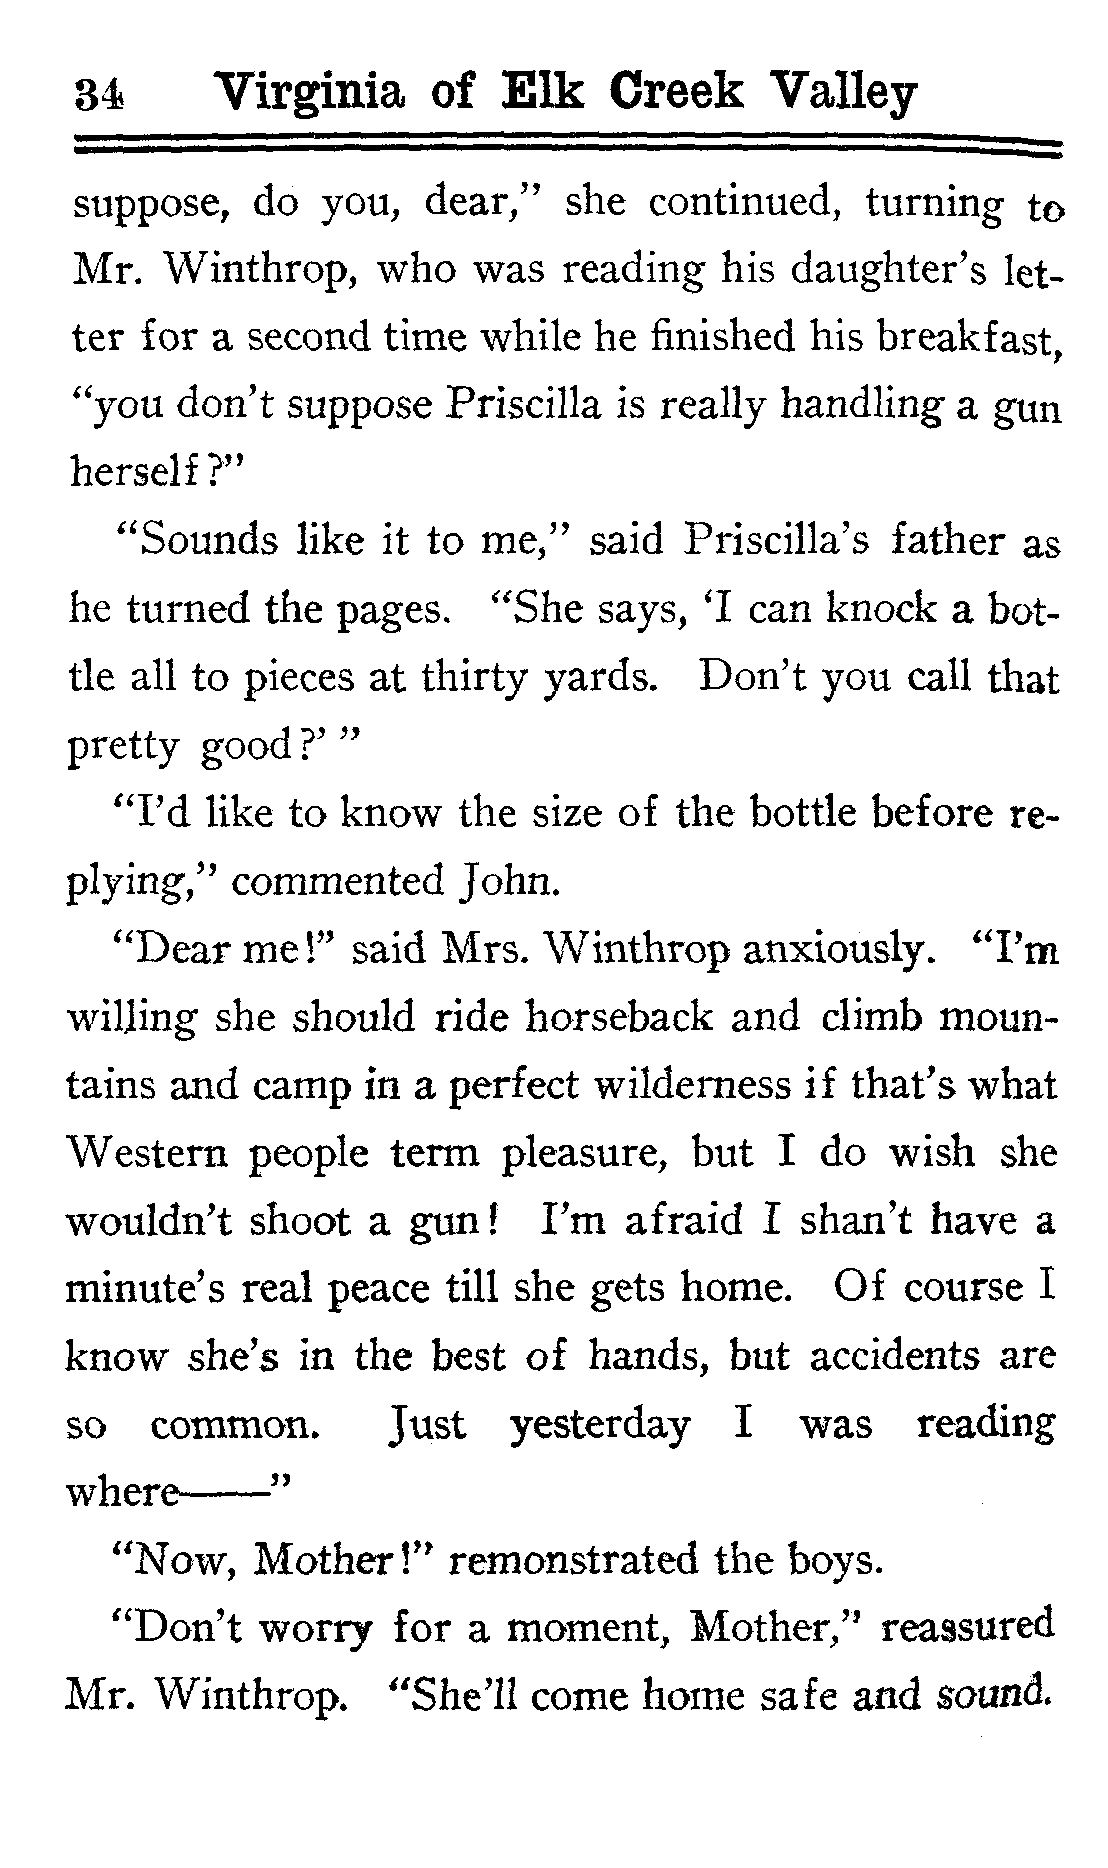 34 Virginia of Elk Creek Valley
suppose, do you, dear,” she continued, turning to
Mr. Winthrop, who was reading his daughter’s let-
ter for a second time while he finished his breakfast,
“you don’t suppose Priscilla is really handling a gun
herself?”
“Sounds like it to me,” said Priscilla’s father as
he turned the pages. “She says, ‘I can knock a bot-
tle all to pieces at thirty yards. Don’t you call that
pretty good?’ ”
“I’d like to know the size of the bottle before re-
plying,” commented John.
“Dear me!” said Mrs. Winthrop anxiously. “I’m
willing she should ride horseback and climb moun-
tains and camp in a perfect wilderness if that’s what
Western people term pleasure, but I do wish she
wouldn’t shoot a gun! I’m afraid I shan’t have a
minute’s real peace till she gets home. Of course I
know she’s in the best of hands, but accidents are
so common. Just yesterday I was reading
where——”
“Now, Mother!” remonstrated the boys.
“Don’t worry for a moment, Mother,” reassured
Mr. Winthrop. “She’ll come home safe and sound.